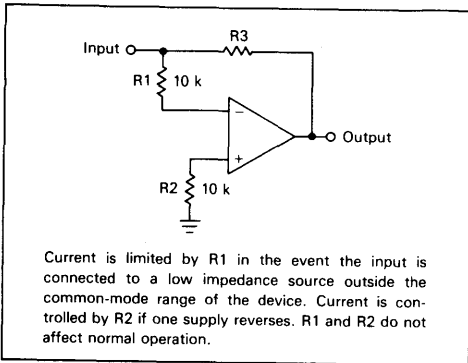 R3
Input
R1 10 k
−
Output
+
R2 10 k
Current is limited by R1 in the event the input is
connected to a low impedance source outside the
common-mode range of the device. Current is con-
trolled by R2 if one supply reverses. R1 and R2 do not
affect normal operation.